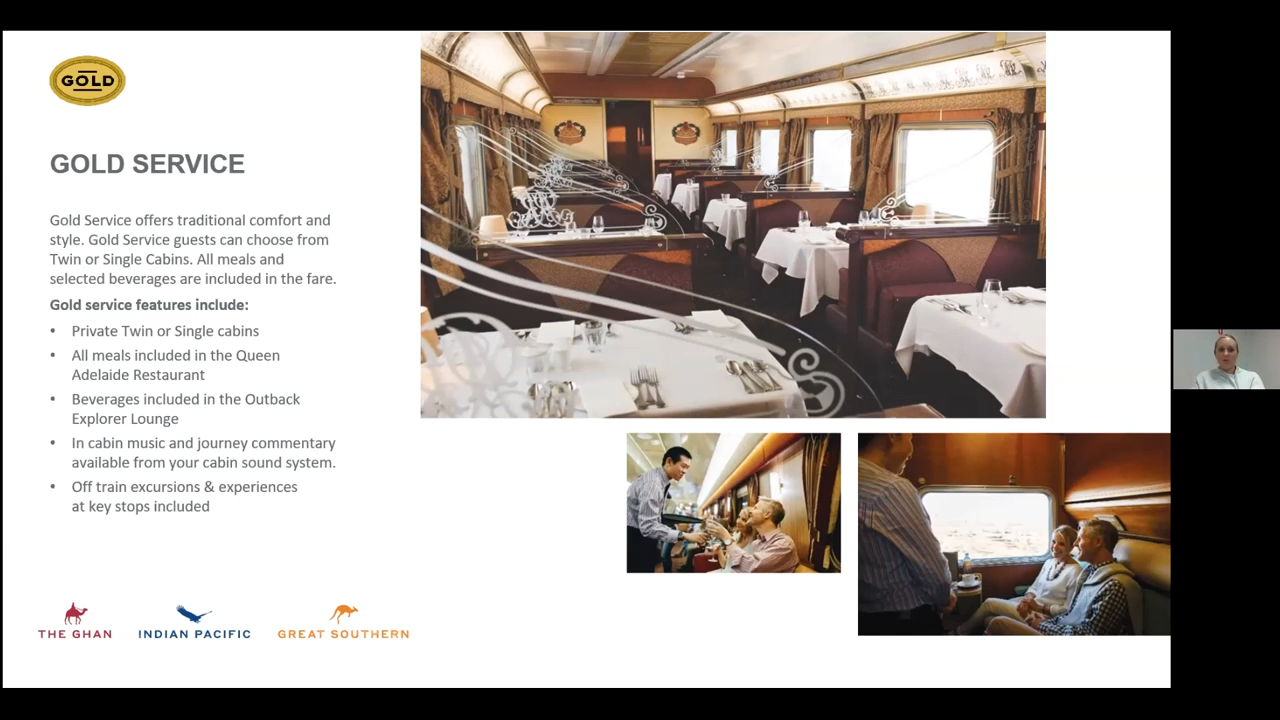 GOLD
GOLD SERVICE
Gold Service offers traditional comfort and
style. Gold Service guests can choose from
Twin or Single Cabins. All meals and
selected beverages are included in the fare.
Gold service features include:
• Private Twin or Single cabins
• All meals included in the Queen
Adelaide Restaurant
• Beverages included in the Outback
Explorer Lounge
• In cabin music and journey commentary
available from your cabin sound system.
• Off train excursions & experiences
at key stops included
THE GHAN
INDIAN PACIFIC
GREAT SOUTHERN